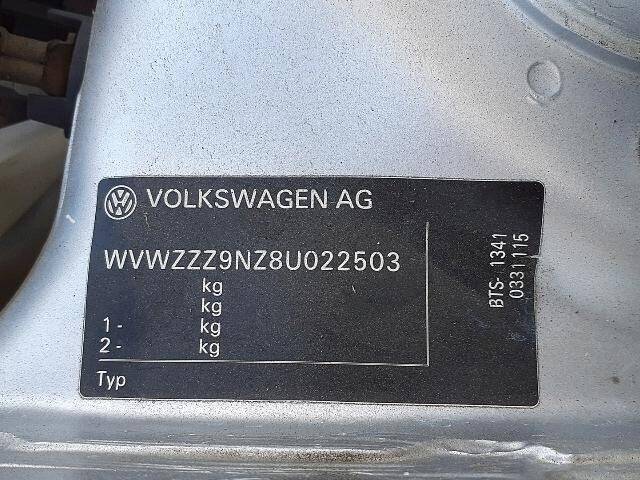 VOLKSWAGEN AG
WVWZZZ9NZ8U022503
kg
kg
1- kg
2- kg
Typ
BTS- 1341
0331115